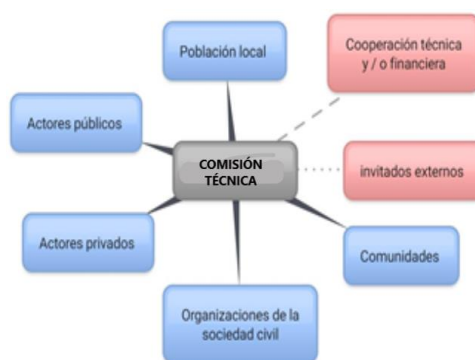 Población local
Cooperación técnica
y / o financiera
Actores públicos
COMISIÓN
TÉCNICA
invitados externos
Actores privados
Comunidades
Organizaciones de la
sociedad civil